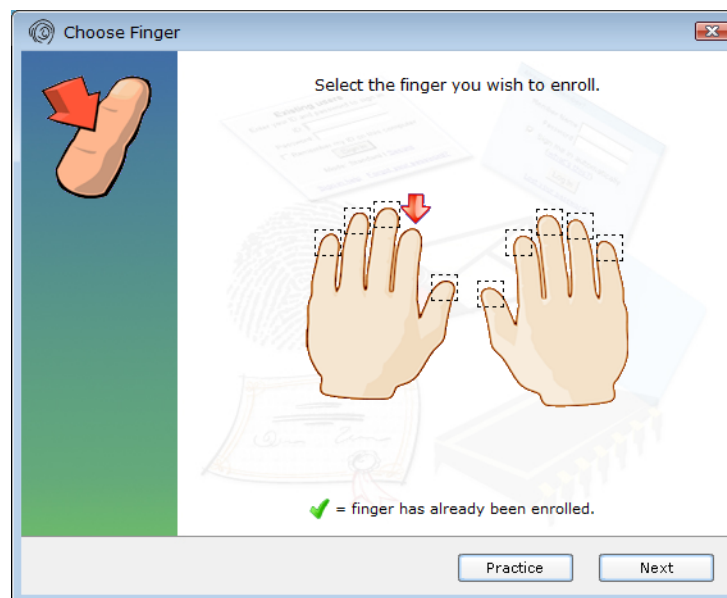 Choose Finger
Select the finger you wish to enroll.
= finger has already been enrolled.
Practice
Next